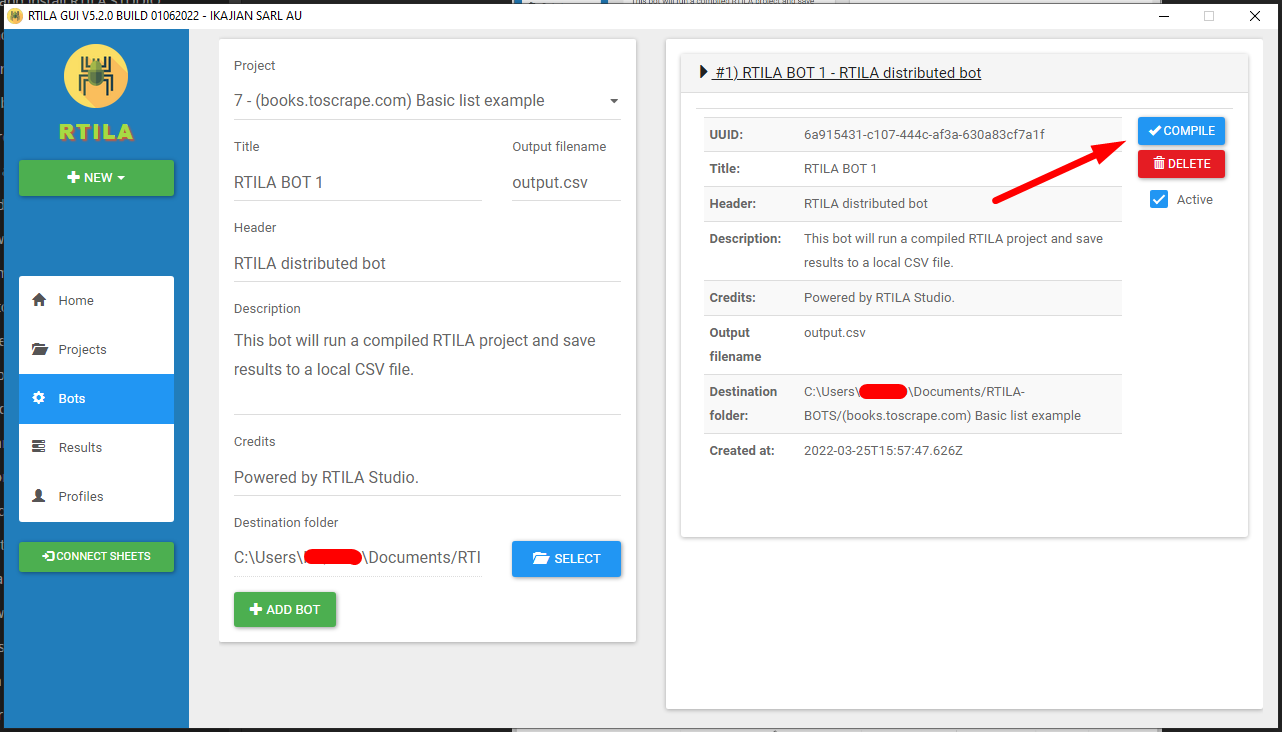 RTILA GUI V5.2.0 BUILD 01062022 - IKAJIAN SARL AU
RTILA
NEW
Home
Projects
Bots
Results
Profiles
CONNECT SHEETS
Project
7 - (books.toscrape.com) Basic list example
Title
Output filename
RTILA BOT 1
output.csv
Header
RTILA distributed bot
Description
This bot will run a compiled RTILA project and save
results to a local CSV file.
Credits
Powered by RTILA Studio.
Destination folder
C:\Users\ \Documents/RTI
SELECT
ADD BOT
#1) RTILA BOT 1 - RTILA distributed bot
UUID: 6a915431-c107-444c-af3a-630a83cf7a1f
Title: RTILA BOT 1
Header: RTILA distributed bot
Description: This bot will run a compiled RTILA project and save
results to a local CSV file.
Credits: Powered by RTILA Studio.
Output output.csv
filename
Destination C:\Users\ \Documents/RTILA-
folder: BOTS/(books.toscrape.com) Basic list example
Created at: 2022-03-25T15:57:47.626Z
COMPILE
DELETE
Active